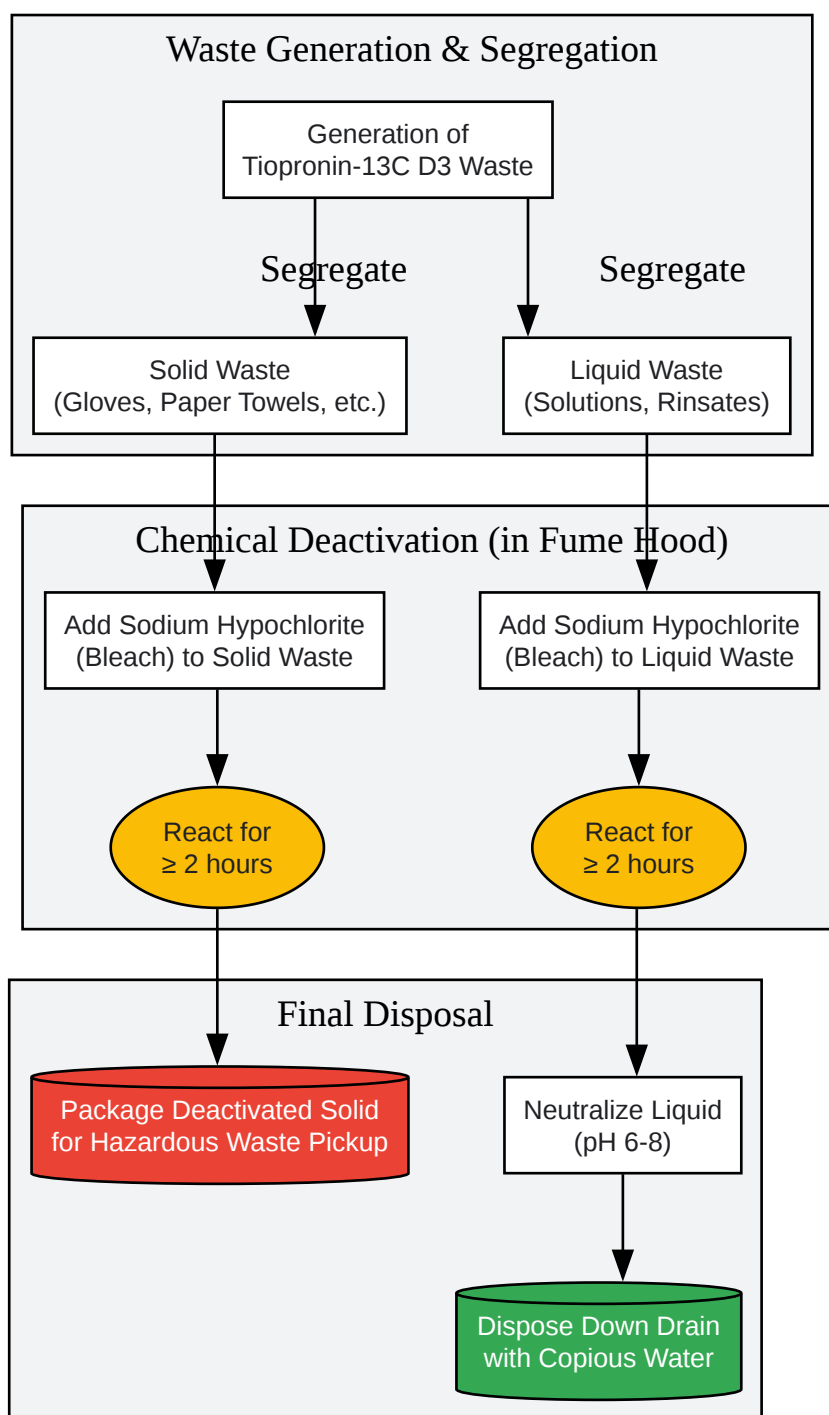 Waste Generation & Segregation
Generation of
Tiopronin-13C D3 Waste
Segregate
Segregate
Solid Waste
(Gloves, Paper Towels, etc.)
Liquid Waste
(Solutions, Rinsates)
Chemical Deactivation (in Fume Hood)
Add Sodium Hypochlorite
(Bleach) to Solid Waste
Add Sodium Hypochlorite
(Bleach) to Liquid Waste
React for
≥ 2 hours
React for
≥ 2 hours
Final Disposal
Package Deactivated Solid
for Hazardous Waste Pickup
Neutralize Liquid
(pH 6-8)
Dispose Down Drain
with Copious Water